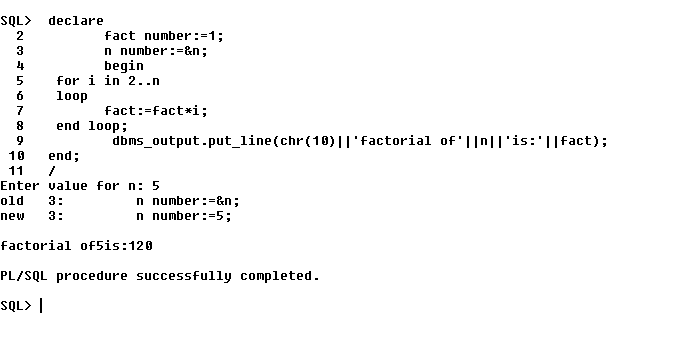 SQL>  declare
  2          fact number:=1;
  3          n number:=&n;
  4          begin
  5    for i in 2..n
  6    loop
  7          fact:=fact*i;
  8    end loop;
  9           dbms_output.put_line(chr(10)||'factorial of'||n||'is:'||fact);
 10   end;
 11   /
Enter value for n: 5
old   3:         n number:=&n;
new   3:         n number:=5;
factorial of5is:120
PL/SQL procedure successfully completed.
SQL>